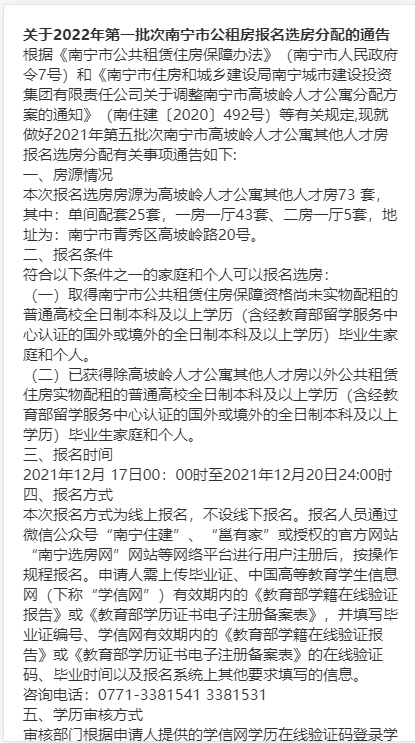 关于2022年第一批次南宁市公租房报名选房分配的通告
根据《南宁市公共租赁住房保障办法》（南宁市人民政府
令7号）和《南宁市住房和城乡建设局南宁城市建设投资
集团有限责任公司关于调整南宁市高坡岭人才公寓分配方
案的通知》（南住建〔2020〕492号）等有关规定,现就
做好2021年第五批次南宁市高坡岭人才公寓其他人才房
报名选房分配有关事项通告如下:
一、房源情况
本次报名选房房源为高坡岭人才公寓其他人才房73 套，
其中：单间配套25套，一房一厅43套、二房一厅5套，地
址为：南宁市青秀区高坡岭路20号。
二、报名条件
符合以下条件之一的家庭和个人可以报名选房：
（一）取得南宁市公共租赁住房保障资格尚未实物配租的
普通高校全日制本科及以上学历（含经教育部留学服务中
心认证的国外或境外的全日制本科及以上学历）毕业生家
庭和个人。
（二）已获得除高坡岭人才公寓其他人才房以外公共租赁
住房实物配租的普通高校全日制本科及以上学历（含经教
育部留学服务中心认证的国外或境外的全日制本科及以上
学历）毕业生家庭和个人。
三、报名时间
2021年12月 17日00：00时至2021年12月20日24:00时
四、报名方式
本次报名方式为线上报名，不设线下报名。报名人员通过
微信公众号“南宁住建”、“邕有家”或授权的官方网站
“南宁选房网”网站等网络平台进行用户注册后，按操作
规程报名。申请人需上传毕业证、中国高等教育学生信息
网（下称“学信网”）有效期内的《教育部学籍在线验证
报告》或《教育部学历证书电子注册备案表》，并填写毕
业证编号、学信网有效期内的《教育部学籍在线验证报
告》或《教育部学历证书电子注册备案表》的在线验证
码、毕业时间以及报名系统上其他要求填写的信息。
咨询电话：0771-3381541 3381531
五、学历审核方式
审核部门根据申请人提供的学信网学历在线验证码登录学